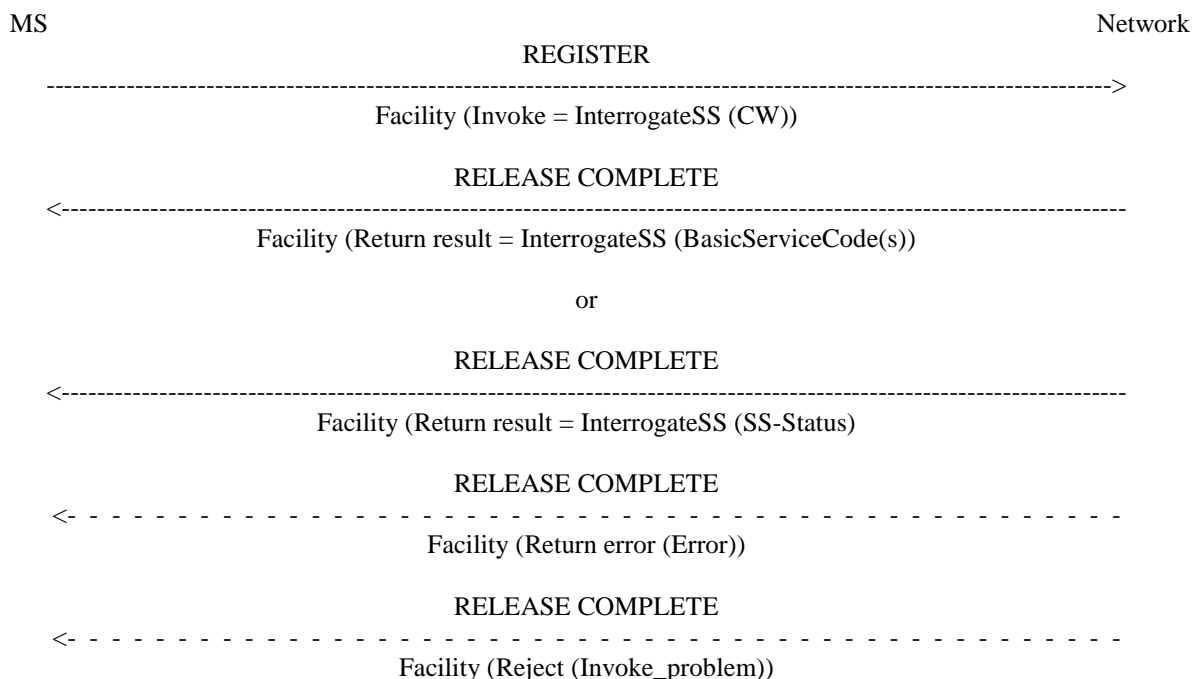 MS Network
REGISTER
Facility (Invoke = InterrogateSS (CW))
RELEASE COMPLETE
Facility (Return result = InterrogateSS (BasicServiceCode(s))
or
RELEASE COMPLETE
Facility (Return result = InterrogateSS (SS-Status)
RELEASE COMPLETE
Facility (Return error (Error))
RELEASE COMPLETE
Facility (Reject (Invoke_problem))